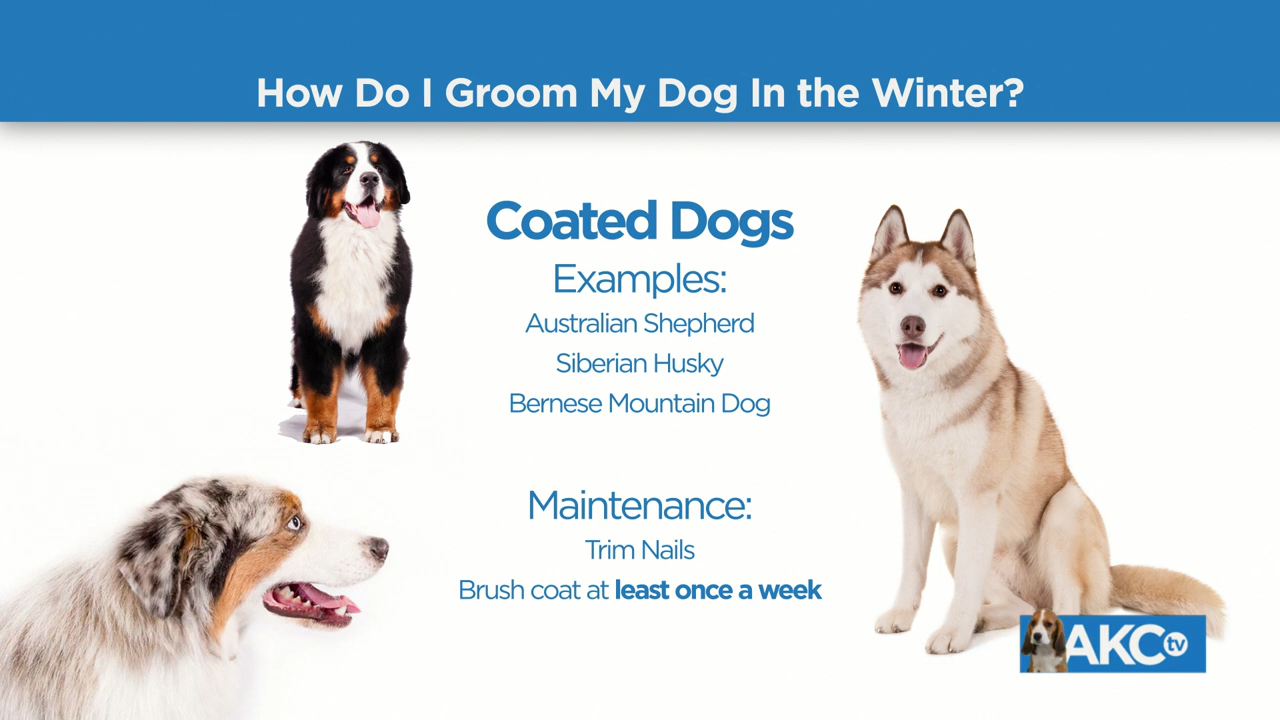 How Do I Groom My Dog In the Winter?
Coated Dogs
Examples:
Australian Shepherd
Siberian Husky
Bernese Mountain Dog
Maintenance:
Trim Nails
Brush coat at least once a week
AKC tv